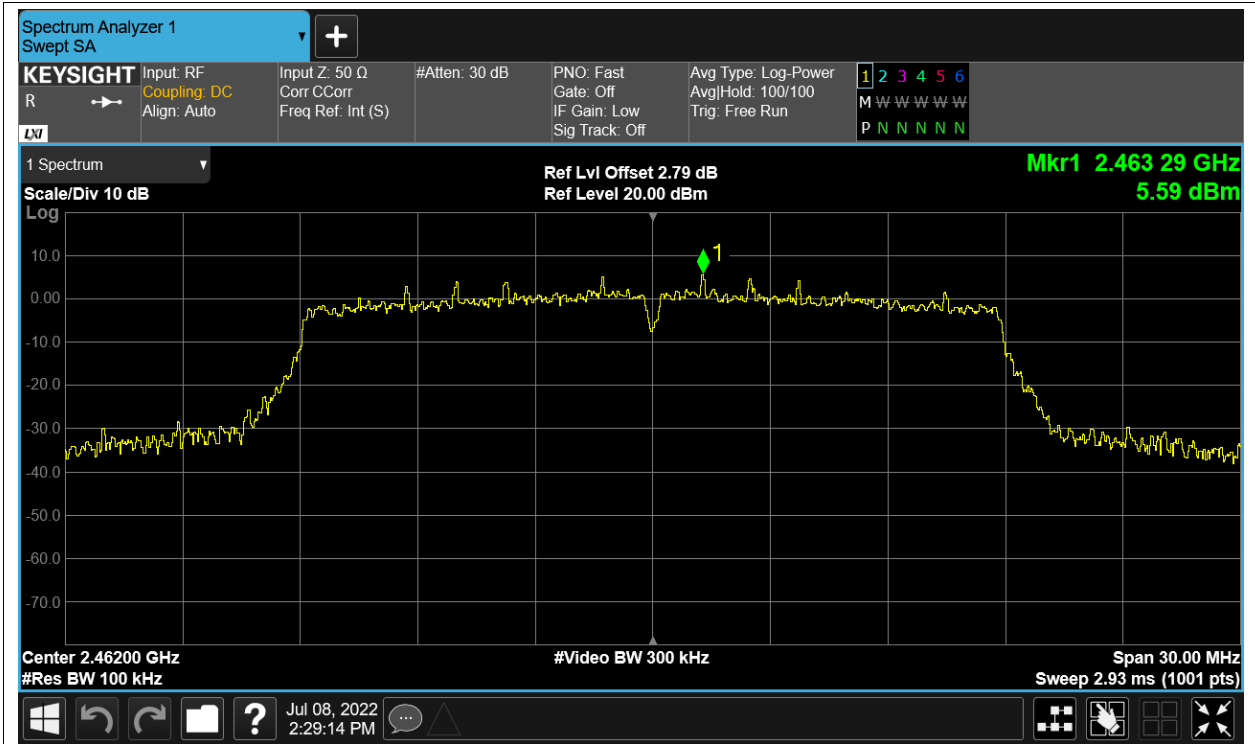 Spectrum Analyzer 1
Swept SA
+
KEYSIGHT
R
LXI
Input: RF
Coupling: DC
Align: Auto
Input Z: 50 Ω
Corr CCorr
Freq Ref: Int (S)
#Atten: 30 dB
PNO: Fast
Gate: Off
IF Gain: Low
Sig Track: Off
Avg Type: Log-Power
Avg|Hold: 100/100
Trig: Free Run
1 2 3 4 5 6
M W W W W W W
P N N N N N N
1 Spectrum
Scale/Div 10 dB
Ref Lvl Offset 2.79 dB
Ref Level 20.00 dBm
Mkr1 2.463 29 GHz
5.59 dBm
Log
1
10.0
0.00
-10.0
-20.0
-30.0
-40.0
-50.0
-60.0
-70.0
Center 2.46200 GHz
#Video BW 300 kHz
Span 30.00 MHz
#Res BW 100 kHz
Sweep 2.93 ms (1001 pts)
?
Jul 08, 2022
2:29:14 PM